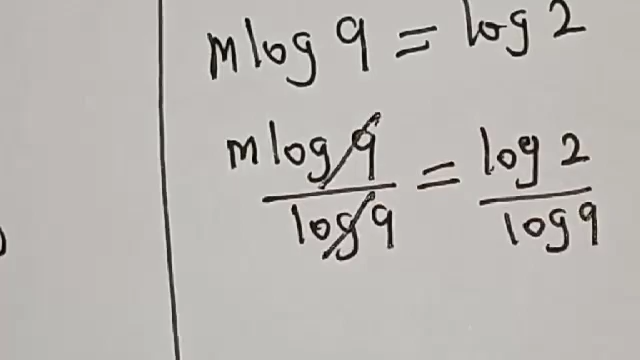 m log 9 = log 2
m log 9 / log 9 = log 2 / log 9